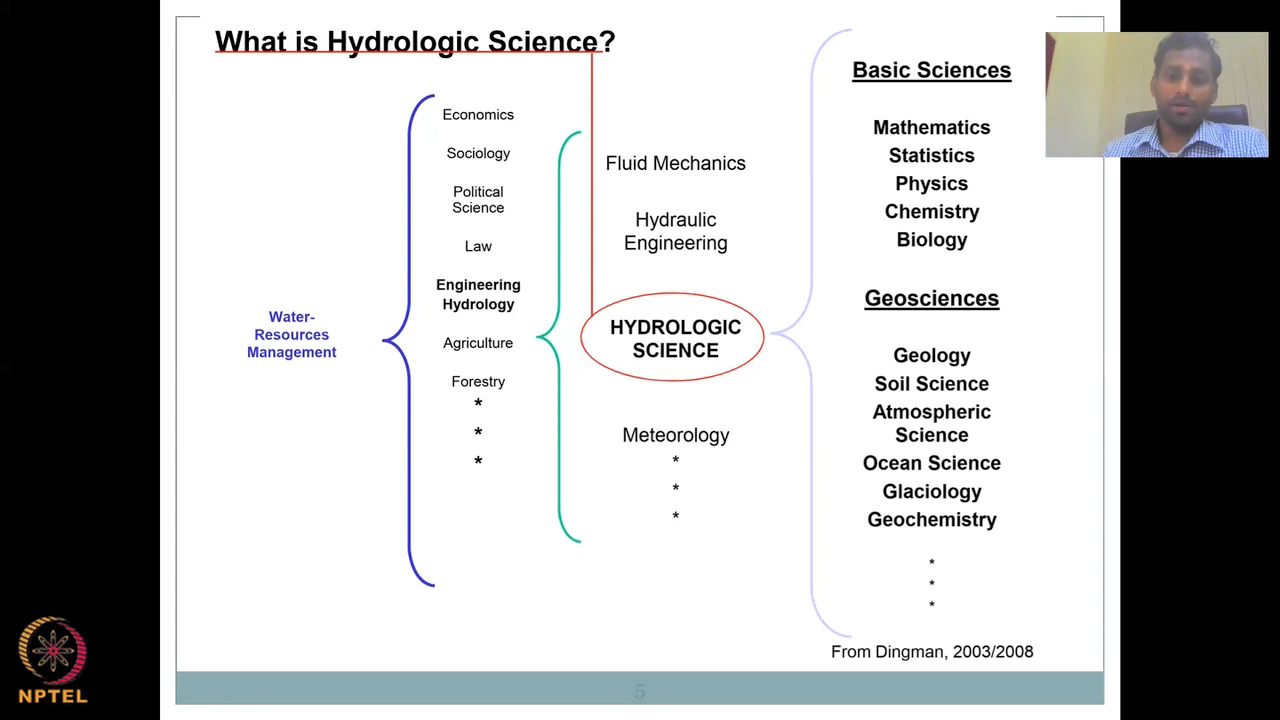 What is Hydrologic Science?
Water-
Resources
Management
Economics
Sociology
Political
Science
Law
Engineering
Hydrology
Agriculture
Forestry
*
*
*
Fluid Mechanics
Hydraulic
Engineering
HYDROLOGIC
SCIENCE
Meteorology
*
*
*
Basic Sciences
Mathematics
Statistics
Physics
Chemistry
Biology
Geosciences
Geology
Soil Science
Atmospheric
Science
Ocean Science
Glaciology
Geochemistry
*
*
*
From Dingman, 2003/2008
5
NPTEL